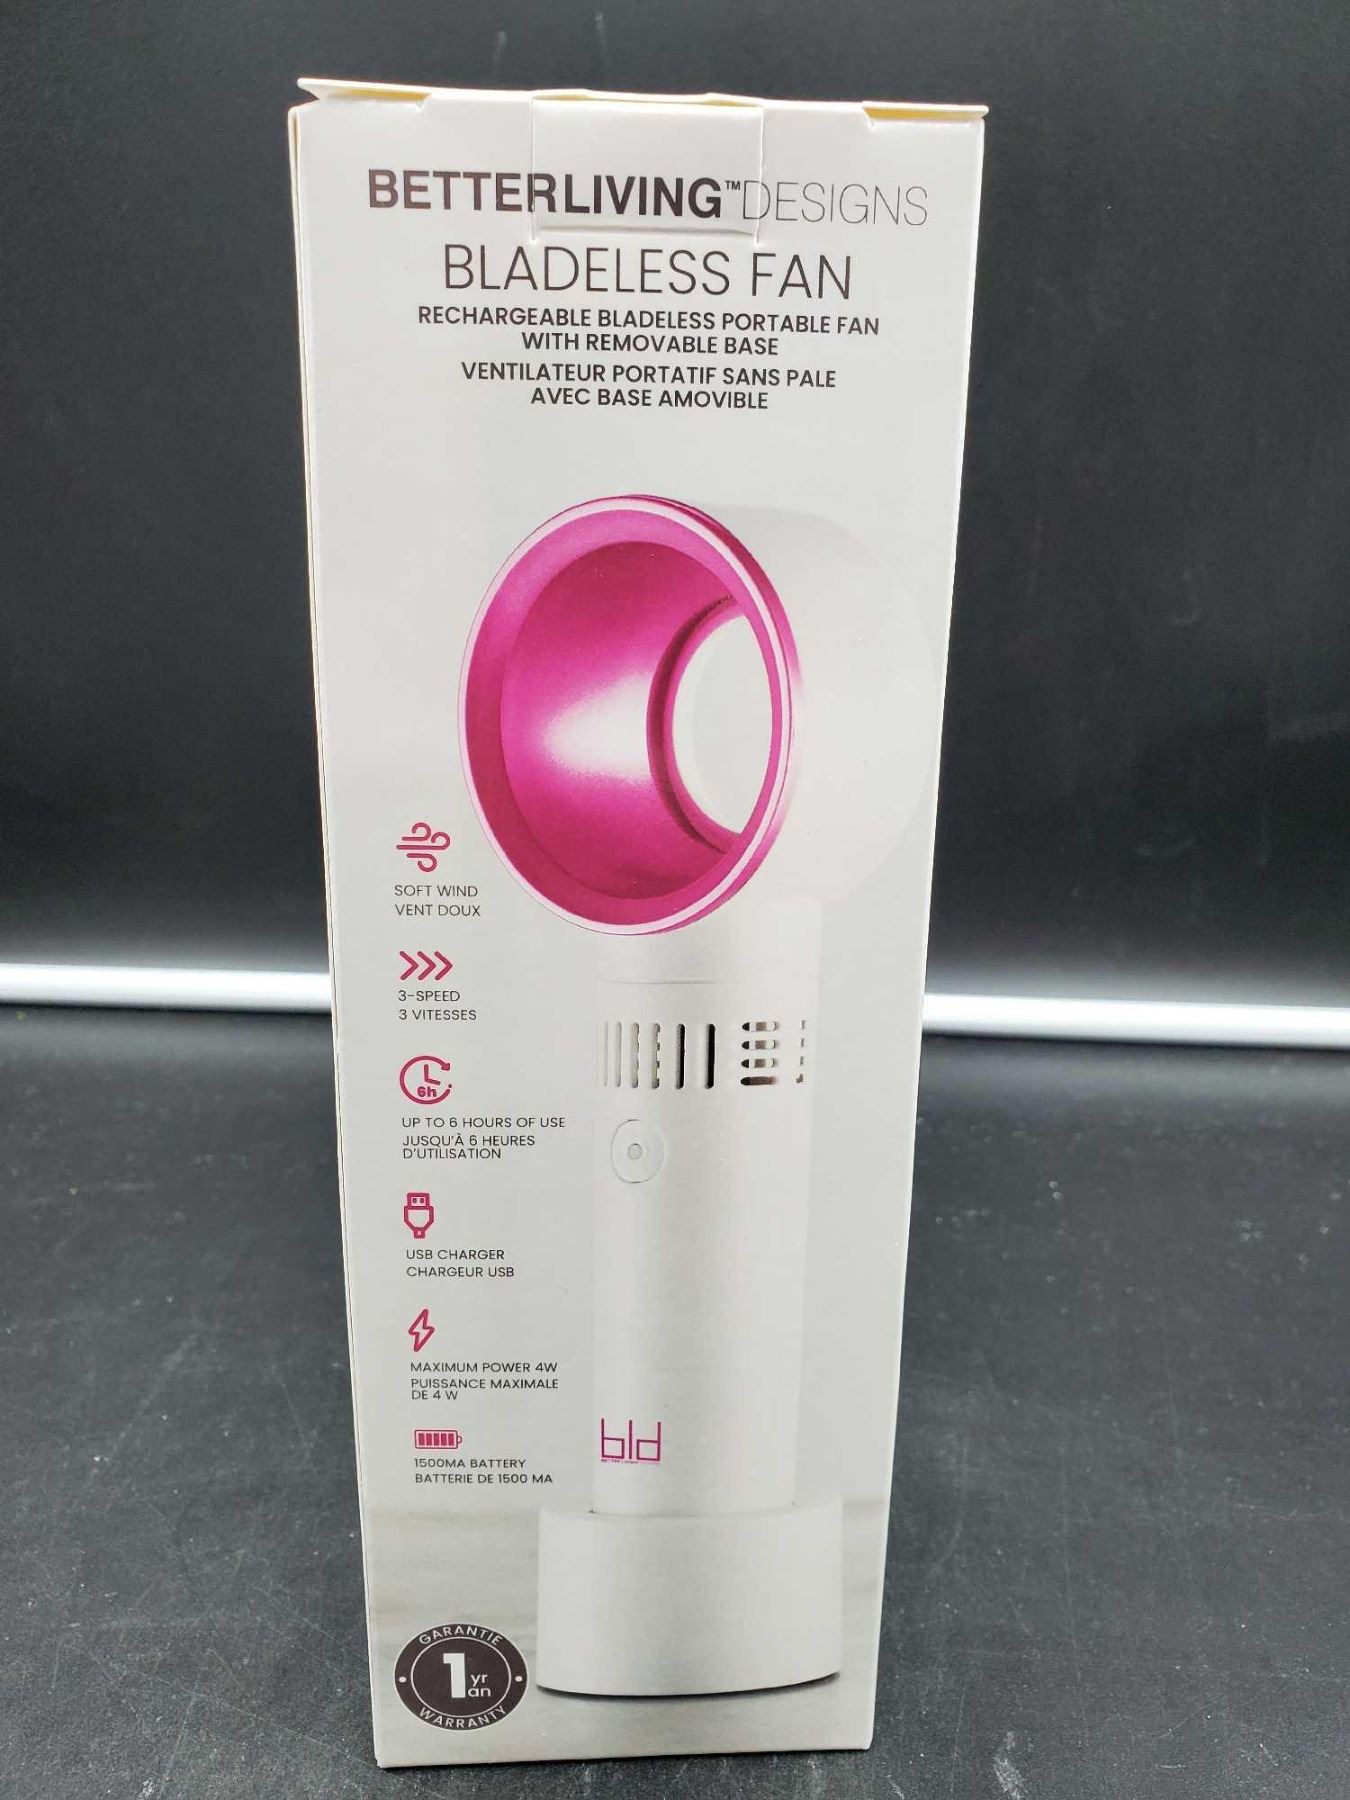 BETTERLIVING™DESIGNS
BLADELESS FAN
RECHARGEABLE BLADELESS PORTABLE FAN
WITH REMOVABLE BASE
VENTILATEUR PORTATIF SANS PALE
AVEC BASE AMOVIBLE
SOFT WIND
VENT DOUX
3-SPEED
3 VITESSES
6h
UP TO 6 HOURS OF USE
JUSQU'À 6 HEURES
D'UTILISATION
USB CHARGER
CHARGEUR USB
MAXIMUM POWER 4W
PUISSANCE MAXIMALE
DE 4 W
1500MA BATTERY
BATTERIE DE 1500 MA
bld
BETTER LIVING
GARANTIE
1 yr
an
WARRANTY